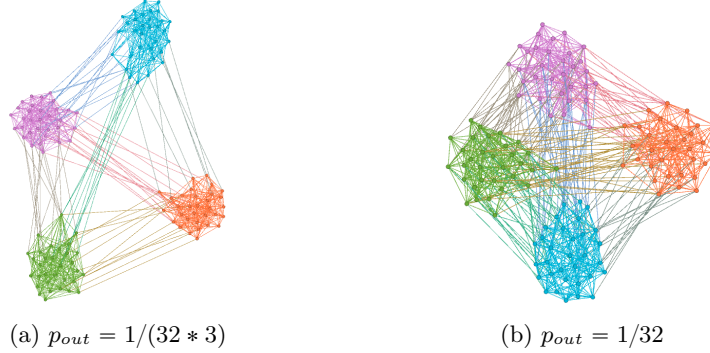 (a) p_{out} = 1/(32 * 3)
(b) p_{out} = 1/32